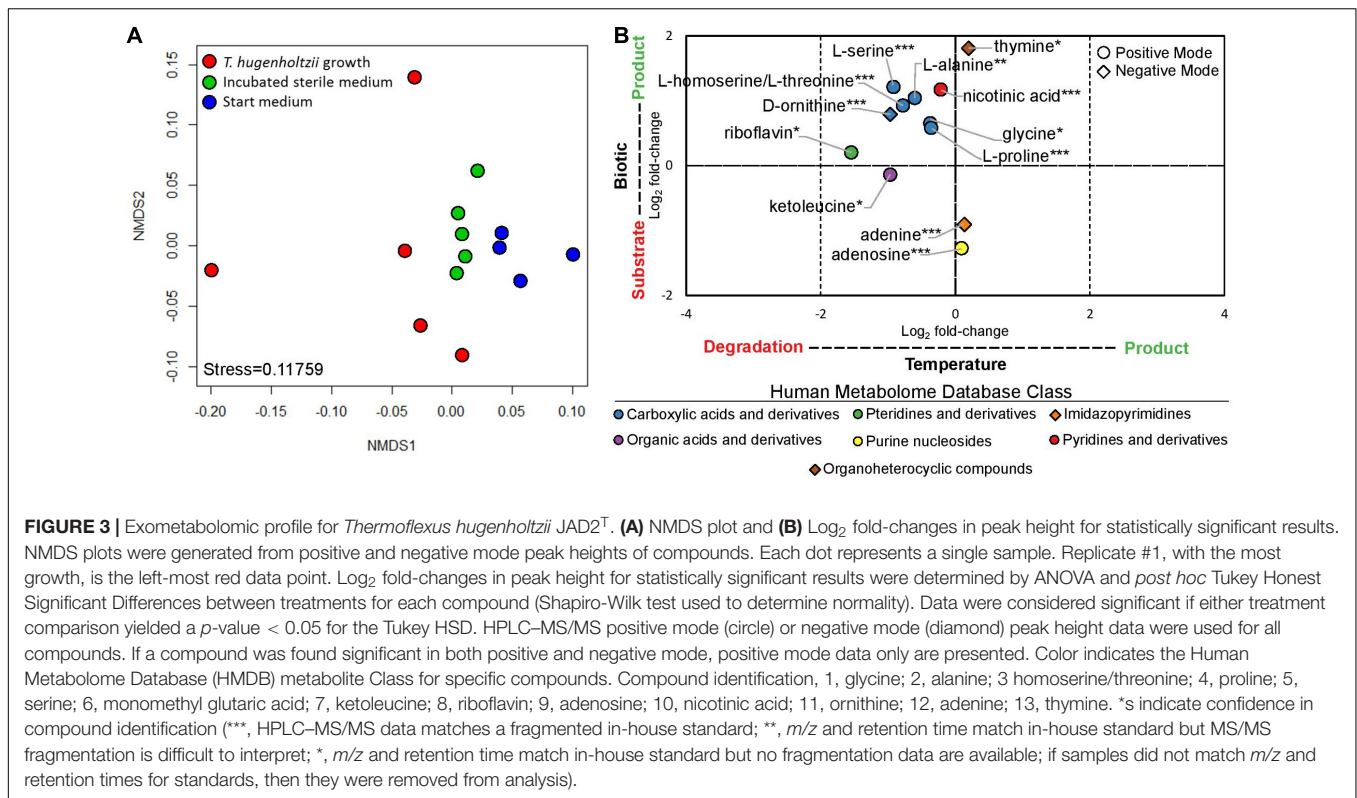 A
T. hugenholtzii growth
Incubated sterile medium
Start medium
0.15
0.10
0.05
0.00
-0.05
-0.10
NMDS2
Stress=0.11759
-0.20 -0.15 -0.10 -0.05 0.00 0.05 0.10
NMDS1
B
Product
Biotic
Substrate
Log2 fold-change
2
0
-2
L-serine***
thymine*
Positive Mode
Negative Mode
L-alanine**
L-homoserine/L-threonine***
nicotinic acid***
D-ornithine***
riboflavin*
glycine*
L-proline***
ketoleucine*
adenine***
adenosine***
-4 -2 0 2 4
Log2 fold-change
Degradation
Product
Temperature
Human Metabolome Database Class
Carboxylic acids and derivatives Pteridines and derivatives Imidazopyrimidines
Organic acids and derivatives Purine nucleosides Pyridines and derivatives
Organoheterocyclic compounds
FIGURE 3 | Exometabolomic profile for Thermoflexus hugenholtzii JAD2T. (A) NMDS plot and (B) Log2 fold-changes in peak height for statistically significant results.
NMDS plots were generated from positive and negative mode peak heights of compounds. Each dot represents a single sample. Replicate #1, with the most
growth, is the left-most red data point. Log2 fold-changes in peak height for statistically significant results were determined by ANOVA and post hoc Tukey Honest
Significant Differences between treatments for each compound (Shapiro-Wilk test used to determine normality). Data were considered significant if either treatment
comparison yielded a p-value < 0.05 for the Tukey HSD. HPLC–MS/MS positive mode (circle) or negative mode (diamond) peak height data were used for all
compounds. If a compound was found significant in both positive and negative mode, positive mode data only are presented. Color indicates the Human
Metabolome Database (HMDB) metabolite Class for specific compounds. Compound identification, 1, glycine; 2, alanine; 3 homoserine/threonine; 4, proline; 5,
serine; 6, monomethyl glutaric acid; 7, ketoleucine; 8, riboflavin; 9, adenosine; 10, nicotinic acid; 11, ornithine; 12, adenine; 13, thymine. *s indicate confidence in
compound identification (***, HPLC–MS/MS data matches a fragmented in-house standard; **, m/z and retention time match in-house standard but MS/MS
fragmentation is difficult to interpret; *, m/z and retention time match in-house standard but no fragmentation data are available; if samples did not match m/z and
retention times for standards, then they were removed from analysis).